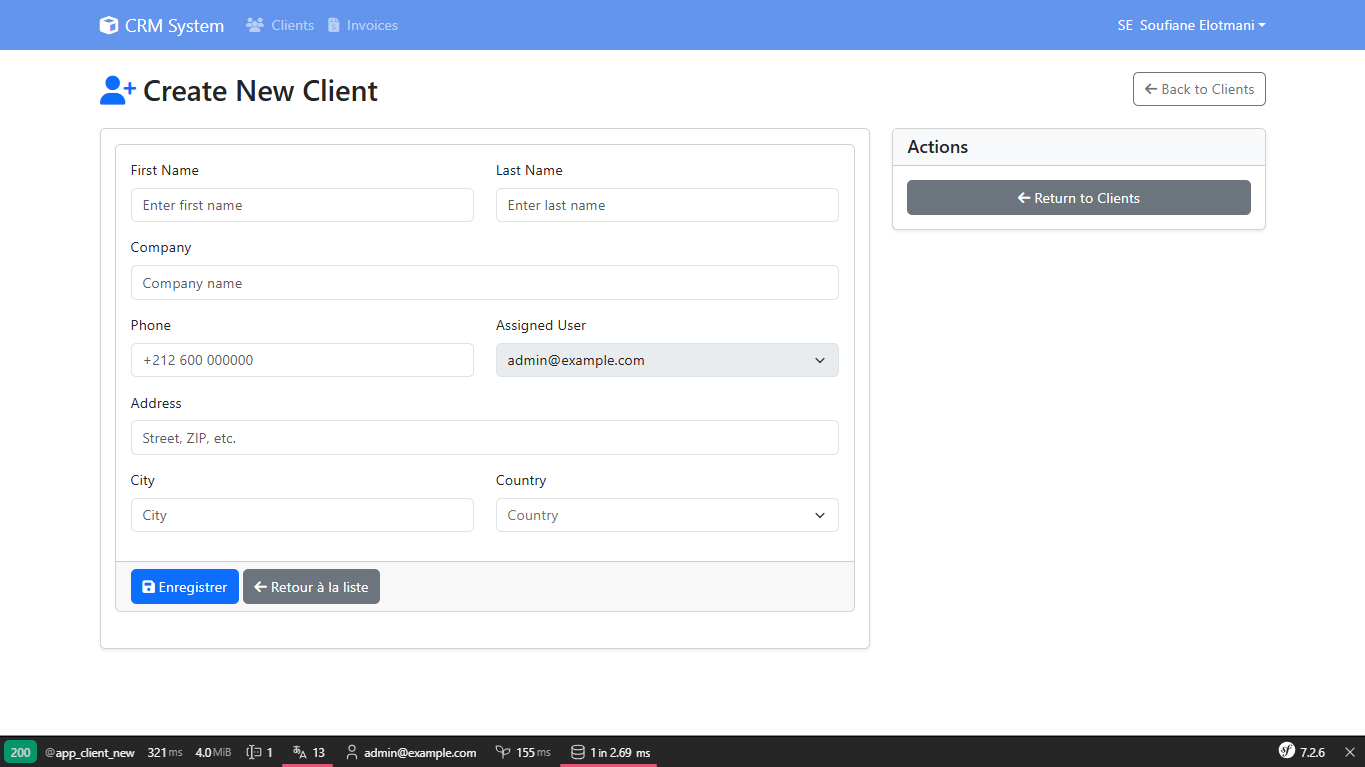 CRM System Clients Invoices SE Soufiane Elotmani
Create New Client
Back to Clients
First Name Last Name
Enter first name Enter last name
Company
Company name
Phone Assigned User
+212 600 000000 admin@example.com
Address
Street, ZIP, etc.
City Country
City Country
Enregistrer Retour à la liste
Actions
Return to Clients
200 @app_client_new 321 ms 4.0 MiB 1 13 admin@example.com 155 ms 1 in 2.69 ms sf 7.2.6